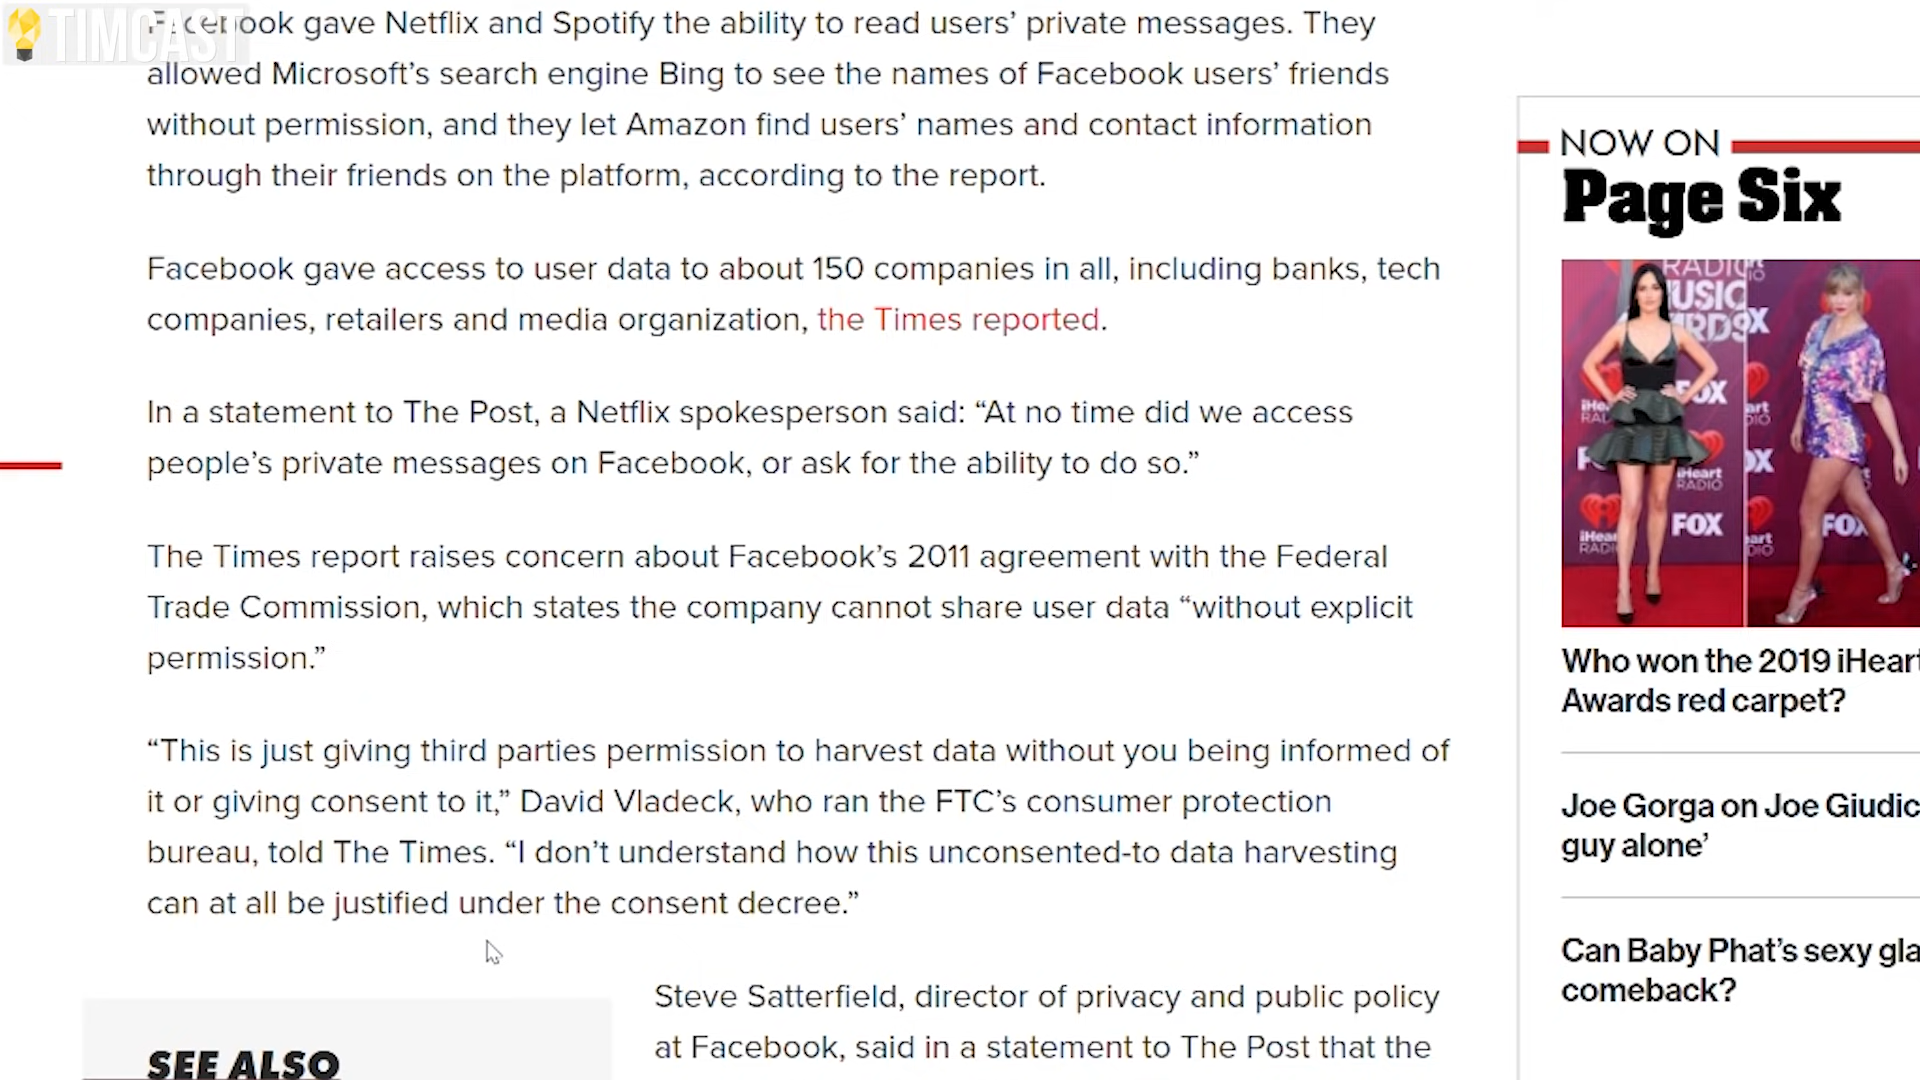 TIMCAST
Facebook gave Netflix and Spotify the ability to read users’ private messages. They
allowed Microsoft’s search engine Bing to see the names of Facebook users’ friends
without permission, and they let Amazon find users’ names and contact information
through their friends on the platform, according to the report.
Facebook gave access to user data to about 150 companies in all, including banks, tech
companies, retailers and media organization, the Times reported.
In a statement to The Post, a Netflix spokesperson said: “At no time did we access
people’s private messages on Facebook, or ask for the ability to do so.”
The Times report raises concern about Facebook’s 2011 agreement with the Federal
Trade Commission, which states the company cannot share user data “without explicit
permission.”
“This is just giving third parties permission to harvest data without you being informed of
it or giving consent to it,” David Vladeck, who ran the FTC’s consumer protection
bureau, told The Times. “I don’t understand how this unconsented-to data harvesting
can at all be justified under the consent decree.”
Steve Satterfield, director of privacy and public policy
at Facebook, said in a statement to The Post that the
SEE ALSO
NOW ON
Page Six
RADIO
MUSIC
FOX
iHeart
RADIO
FOX
Who won the 2019 iHeart
Awards red carpet?
Joe Gorga on Joe Giudic
guy alone’
Can Baby Phat’s sexy gla
comeback?